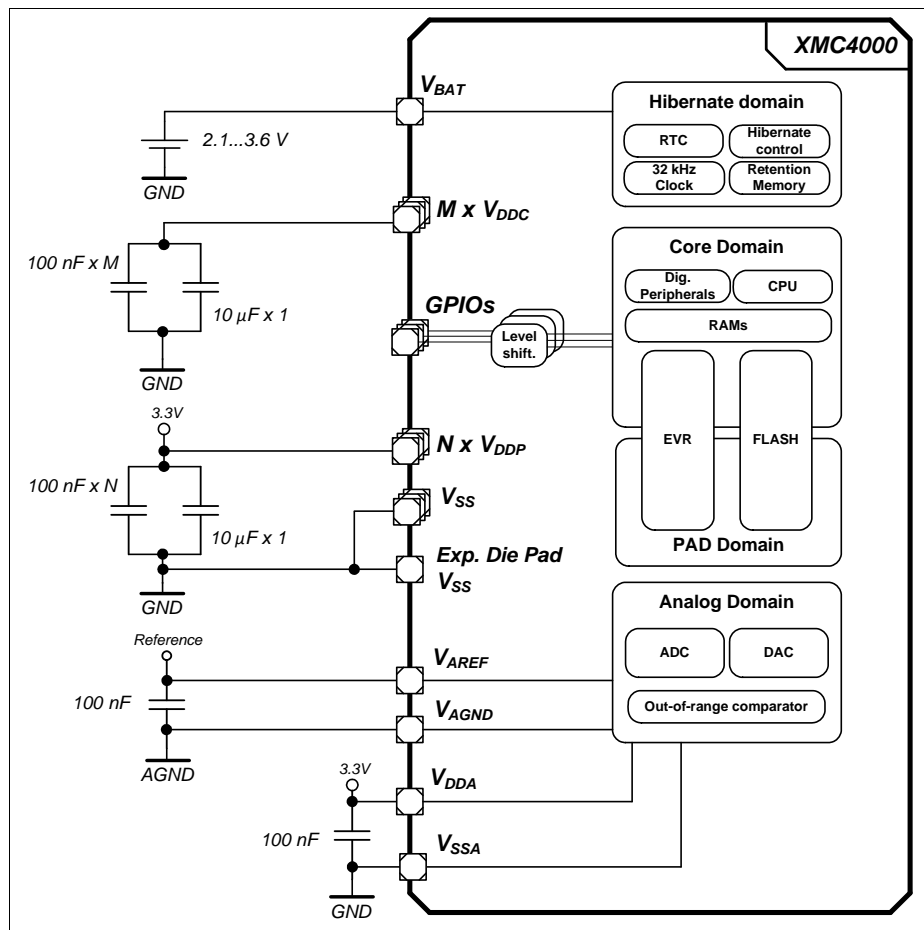 XMC4000
VBAT
2.1...3.6 V
GND
Hibernate domain
RTC
Hibernate
control
32 kHz
Clock
Retention
Memory
M x VDDC
100 nF x M
10 µF x 1
GND
Core Domain
Dig.
Peripherals
CPU
RAMs
GPIOs
Level
shift.
EVR
FLASH
PAD Domain
3.3V
N x VDDP
100 nF x N
10 µF x 1
VSS
Exp. Die Pad
VSS
GND
Analog Domain
ADC
DAC
Out-of-range comparator
Reference
VAREF
100 nF
VAGND
AGND
3.3V
VDDA
100 nF
VSSA
GND